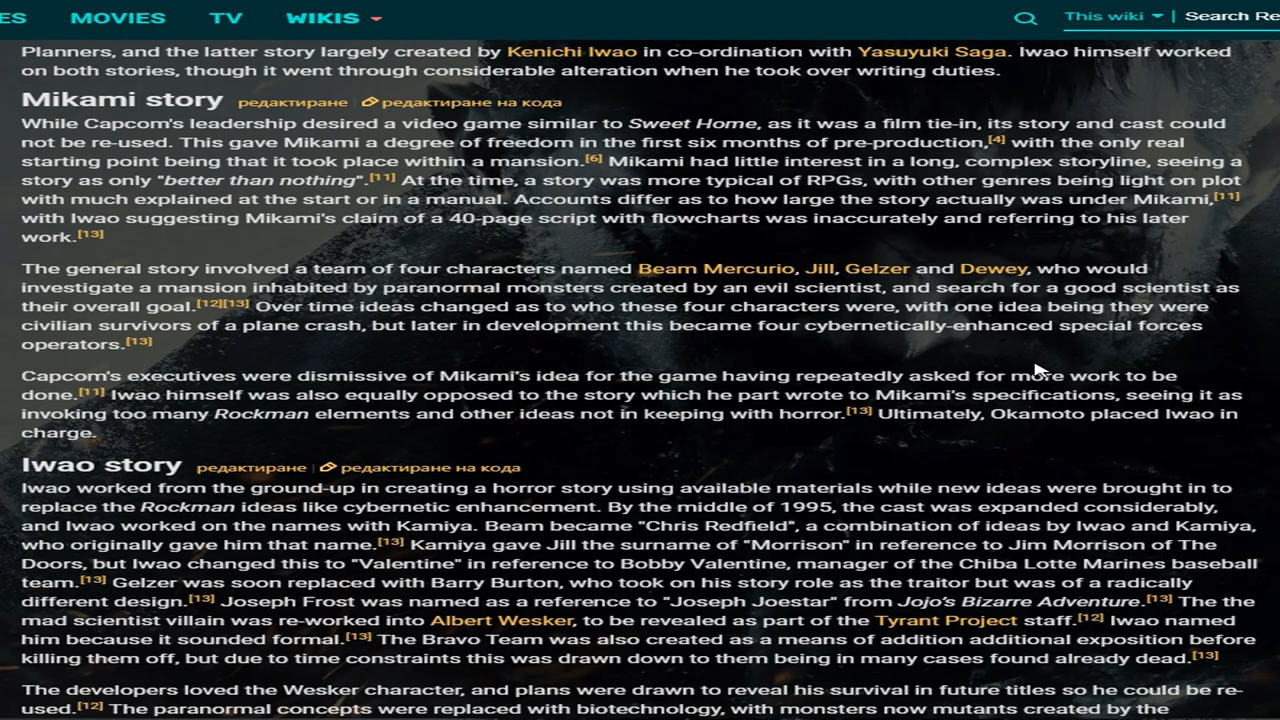 ES MOVIES TV WIKIS This wiki | Search Re
Planners, and the latter story largely created by Kenichi Iwao in co-ordination with Yasuyuki Saga. Iwao himself worked
on both stories, though it went through considerable alteration when he took over writing duties.
Mikami story редактиране | редактиране на кода
While Capcom's leadership desired a video game similar to Sweet Home, as it was a film tie-in, its story and cast could
not be re-used. This gave Mikami a degree of freedom in the first six months of pre-production,[4] with the only real
starting point being that it took place within a mansion.[6] Mikami had little interest in a long, complex storyline, seeing a
story as only "better than nothing".[11] At the time, a story was more typical of RPGs, with other genres being light on plot
with much explained at the start or in a manual. Accounts differ as to how large the story actually was under Mikami,[11]
with Iwao suggesting Mikami's claim of a 40-page script with flowcharts was inaccurately and referring to his later
work.[13]
The general story involved a team of four characters named Beam Mercurio, Jill, Gelzer and Dewey, who would
investigate a mansion inhabited by paranormal monsters created by an evil scientist, and search for a good scientist as
their overall goal.[12][13] Over time ideas changed as to who these four characters were, with one idea being they were
civilian survivors of a plane crash, but later in development this became four cybernetically-enhanced special forces
operators.[13]
Capcom's executives were dismissive of Mikami's idea for the game having repeatedly asked for more work to be
done.[11] Iwao himself was also equally opposed to the story which he part wrote to Mikami's specifications, seeing it as
invoking too many Rockman elements and other ideas not in keeping with horror.[13] Ultimately, Okamoto placed Iwao in
charge.
Iwao story редактиране | редактиране на кода
Iwao worked from the ground-up in creating a horror story using available materials while new ideas were brought in to
replace the Rockman ideas like cybernetic enhancement. By the middle of 1995, the cast was expanded considerably,
and Iwao worked on the names with Kamiya. Beam became "Chris Redfield", a combination of ideas by Iwao and Kamiya,
who originally gave him that name.[13] Kamiya gave Jill the surname of "Morrison" in reference to Jim Morrison of The
Doors, but Iwao changed this to "Valentine" in reference to Bobby Valentine, manager of the Chiba Lotte Marines baseball
team.[13] Gelzer was soon replaced with Barry Burton, who took on his story role as the traitor but was of a radically
different design.[13] Joseph Frost was named as a reference to "Joseph Joestar" from Jojo's Bizarre Adventure.[13] The the
mad scientist villain was re-worked into Albert Wesker, to be revealed as part of the Tyrant Project staff.[12] Iwao named
him because it sounded formal.[13] The Bravo Team was also created as a means of addition additional exposition before
killing them off, but due to time constraints this was drawn down to them being in many cases found already dead.[13]
The developers loved the Wesker character, and plans were drawn to reveal his survival in future titles so he could be re-
used.[12] The paranormal concepts were replaced with biotechnology, with monsters now mutants created by the